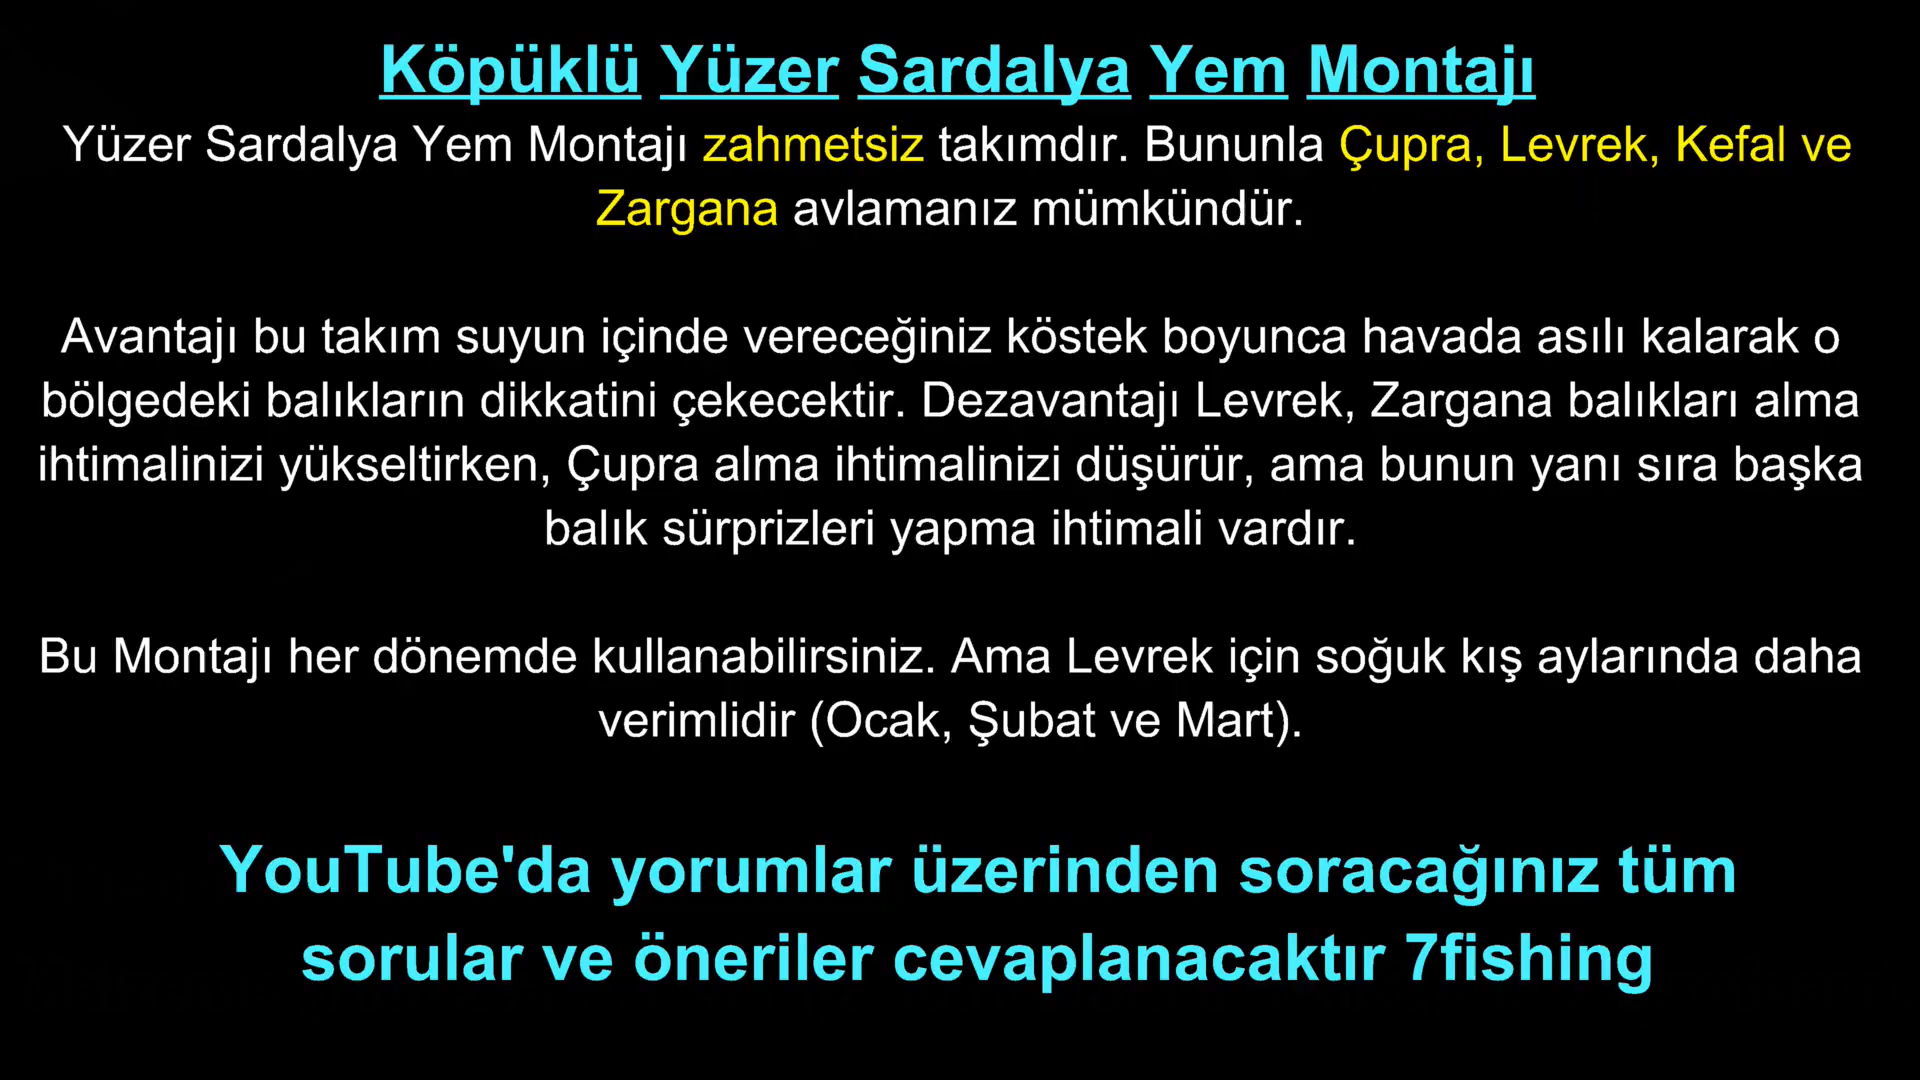 Köpüklü Yüzer Sardalya Yem Montajı
Yüzer Sardalya Yem Montajı zahmetsiz takımdır. Bununla Çupra, Levrek, Kefal ve
Zargana avlamanız mümkündür.
Avantajı bu takım suyun içinde vereceğiniz köstek boyunca havada asılı kalarak o
bölgedeki balıkların dikkatini çekecektir. Dezavantajı Levrek, Zargana balıkları alma
ihtimalinizi yükseltirken, Çupra alma ihtimalinizi düşürür, ama bunun yanı sıra başka
balık sürprizleri yapma ihtimali vardır.
Bu Montajı her dönemde kullanabilirsiniz. Ama Levrek için soğuk kış aylarında daha
verimlidir (Ocak, Şubat ve Mart).
YouTube'da yorumlar üzerinden soracağınız tüm
sorular ve öneriler cevaplanacaktır 7fishing